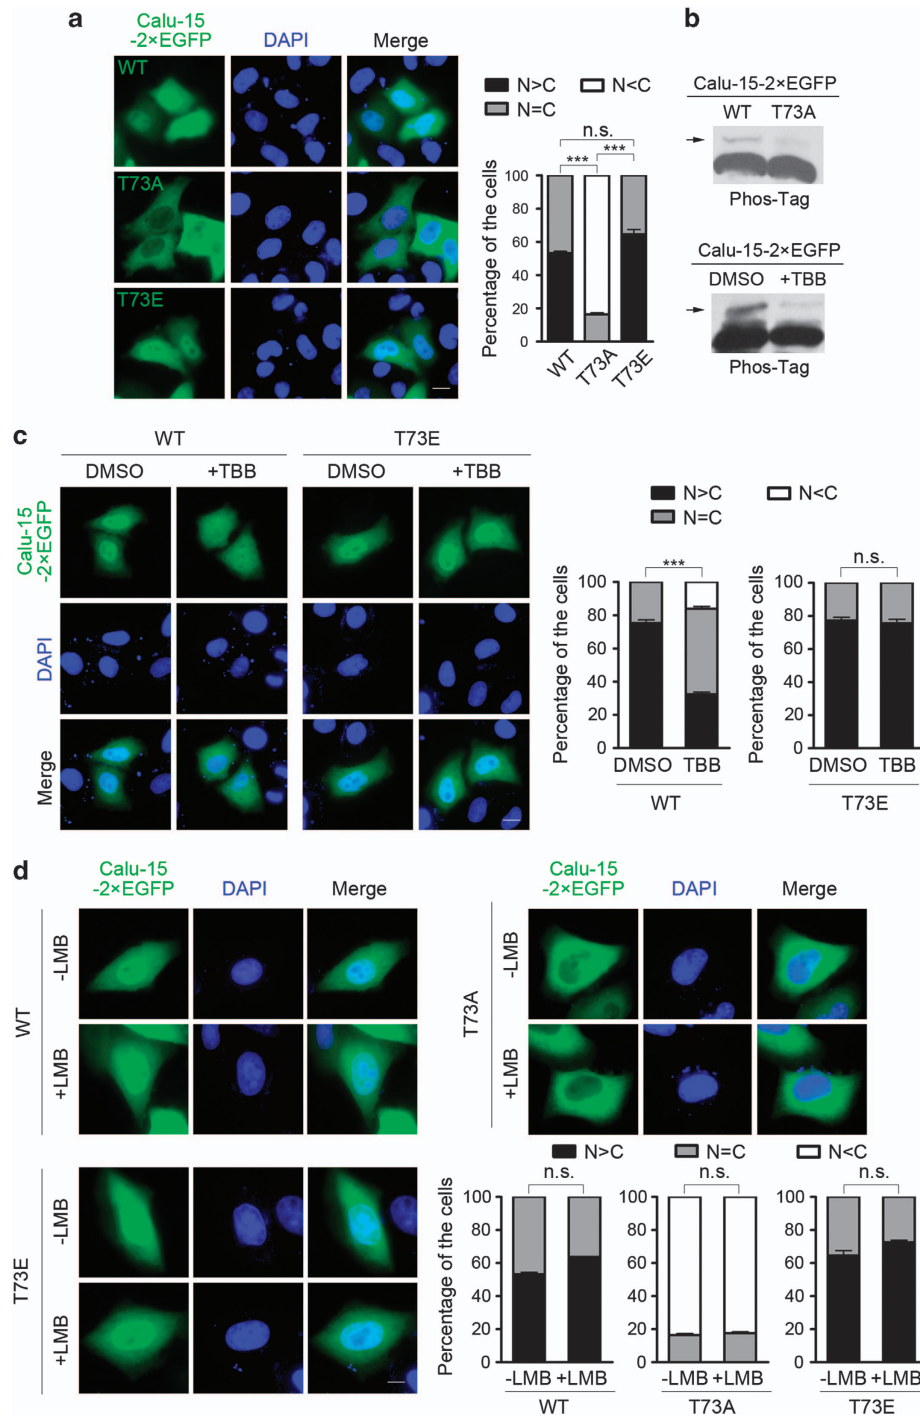 a
Calu-15
-2×EGFP
DAPI
Merge
WT
T73A
T73E
N>C
N<C
N=C
n.s.
***
***
Percentage of the cells
100
80
60
40
20
0
WT
T73A
T73E
b
Calu-15-2×EGFP
WT T73A
Phos-Tag
Calu-15-2×EGFP
DMSO +TBB
Phos-Tag
c
WT
T73E
DMSO
+TBB
DMSO
+TBB
Calu-15
-2×EGFP
DAPI
Merge
N>C
N<C
N=C
***
Percentage of the cells
100
80
60
40
20
0
DMSO TBB
WT
n.s.
Percentage of the cells
100
80
60
40
20
0
DMSO TBB
T73E
d
Calu-15
-2×EGFP
DAPI
Merge
WT
-LMB
+LMB
T73E
-LMB
+LMB
Calu-15
-2×EGFP
DAPI
Merge
T73A
-LMB
+LMB
N>C
N=C
N<C
Percentage of the cells
n.s.
100
80
60
40
20
0
-LMB +LMB
WT
n.s.
100
80
60
40
20
0
-LMB +LMB
T73A
n.s.
100
80
60
40
20
0
-LMB +LMB
T73E